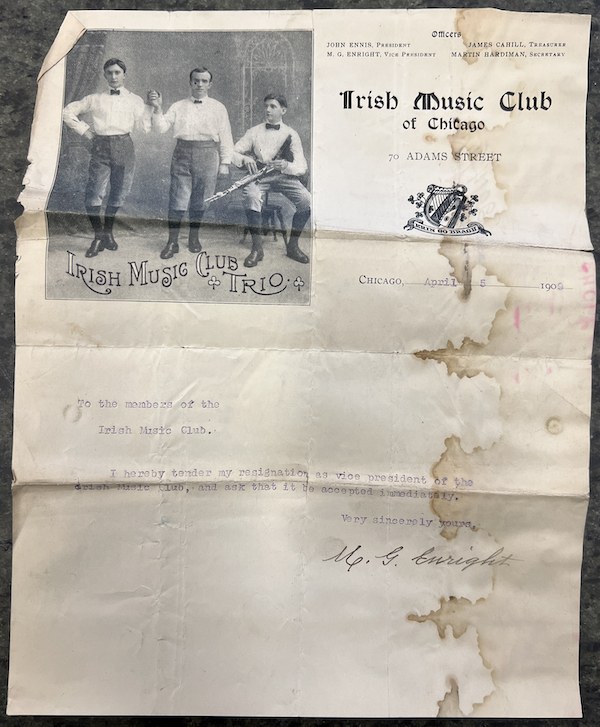 Officers
JOHN ENNIS, PRESIDENT JAMES CAHILL, TREASURER
M. G. ENRIGHT, VICE PRESIDENT MARTIN HARDIMAN, SECRETARY
Irish Music Club
of Chicago
70 ADAMS STREET
ERIN GO BRAGH
IRISH MUSIC CLUB
TRIO.
CHICAGO, April 5 190
To the members of the
Irish Music Club.
I hereby tender my resignation as vice president of the
Irish Music Club, and ask that it be accepted immediately.
Very sincerely yours,
M. G. Enright